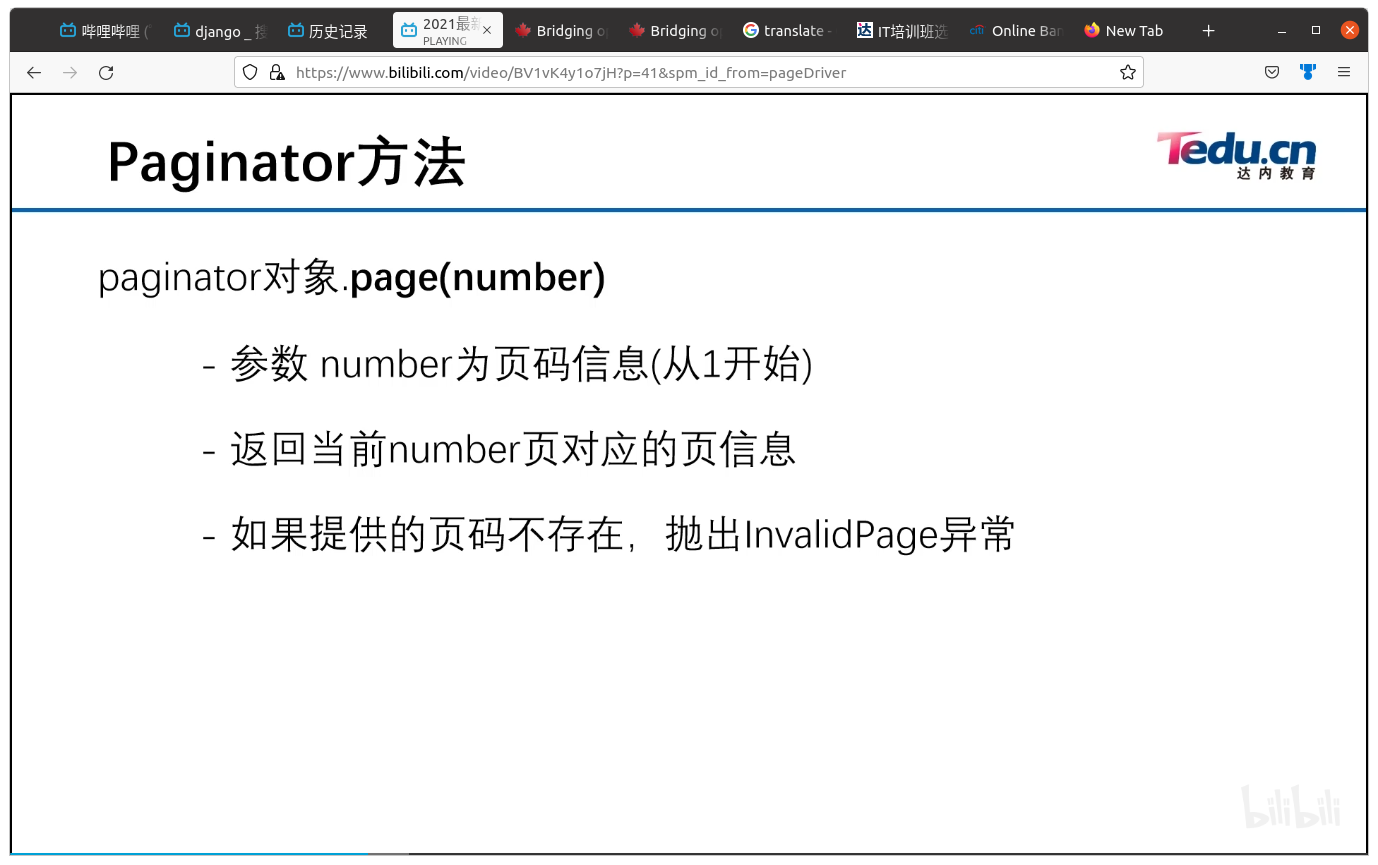 哔哩哔哩 (
django _ 搜
历史记录
2021最新
PLAYING
Bridging o
Bridging o
translate -
IT培训班选
citi
Online Ban
New Tab
https://www.bilibili.com/video/BV1vK4y1o7jH?p=41&spm_id_from=pageDriver
Paginator方法
Tedu.cn
达内教育
paginator对象.page(number)
- 参数 number为页码信息(从1开始)
- 返回当前number页对应的页信息
- 如果提供的页码不存在，抛出InvalidPage异常
bilibili